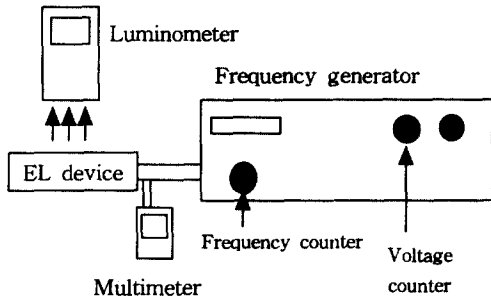 Luminometer
Frequency generator
EL device
Frequency counter
Voltage
counter
Multimeter